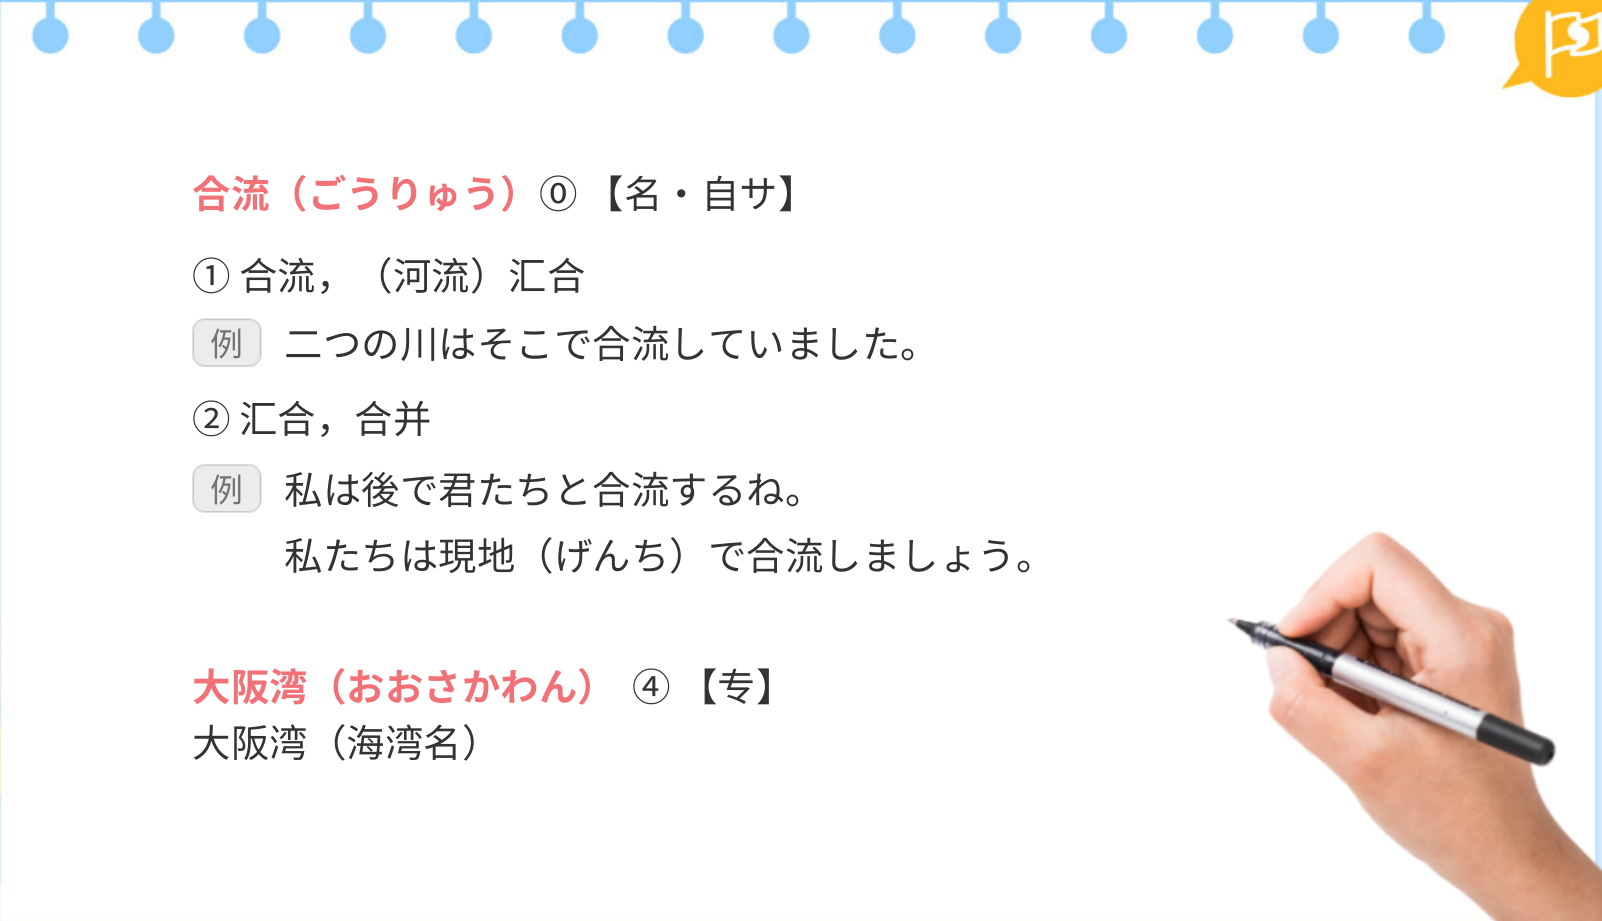 合流（ごうりゅう）⓪ 【名・自サ】
① 合流，（河流）汇合
例 二つの川はそこで合流していました。
② 汇合，合并
例 私は後で君たちと合流するね。
私たちは現地（げんち）で合流しましょう。
大阪湾（おおさかわん） ④ 【专】
大阪湾（海湾名）